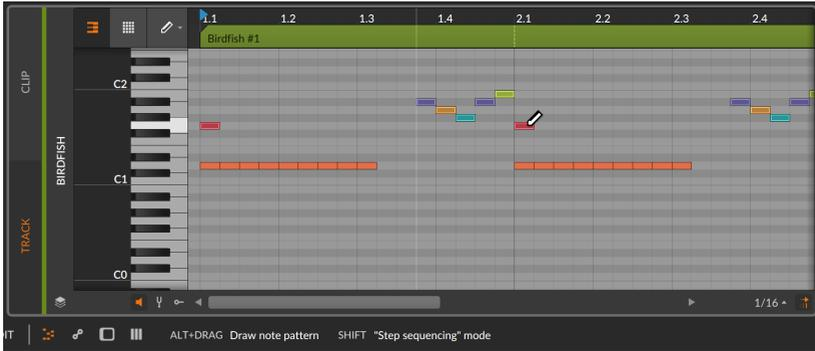 1.1 1.2 1.3 1.4 2.1 2.2 2.3 2.4
Birdfish #1
CLIP
TRACK
BIRDFISH
C2
C1
C0
1/16
IT ALT+DRAG Draw note pattern SHIFT "Step sequencing" mode